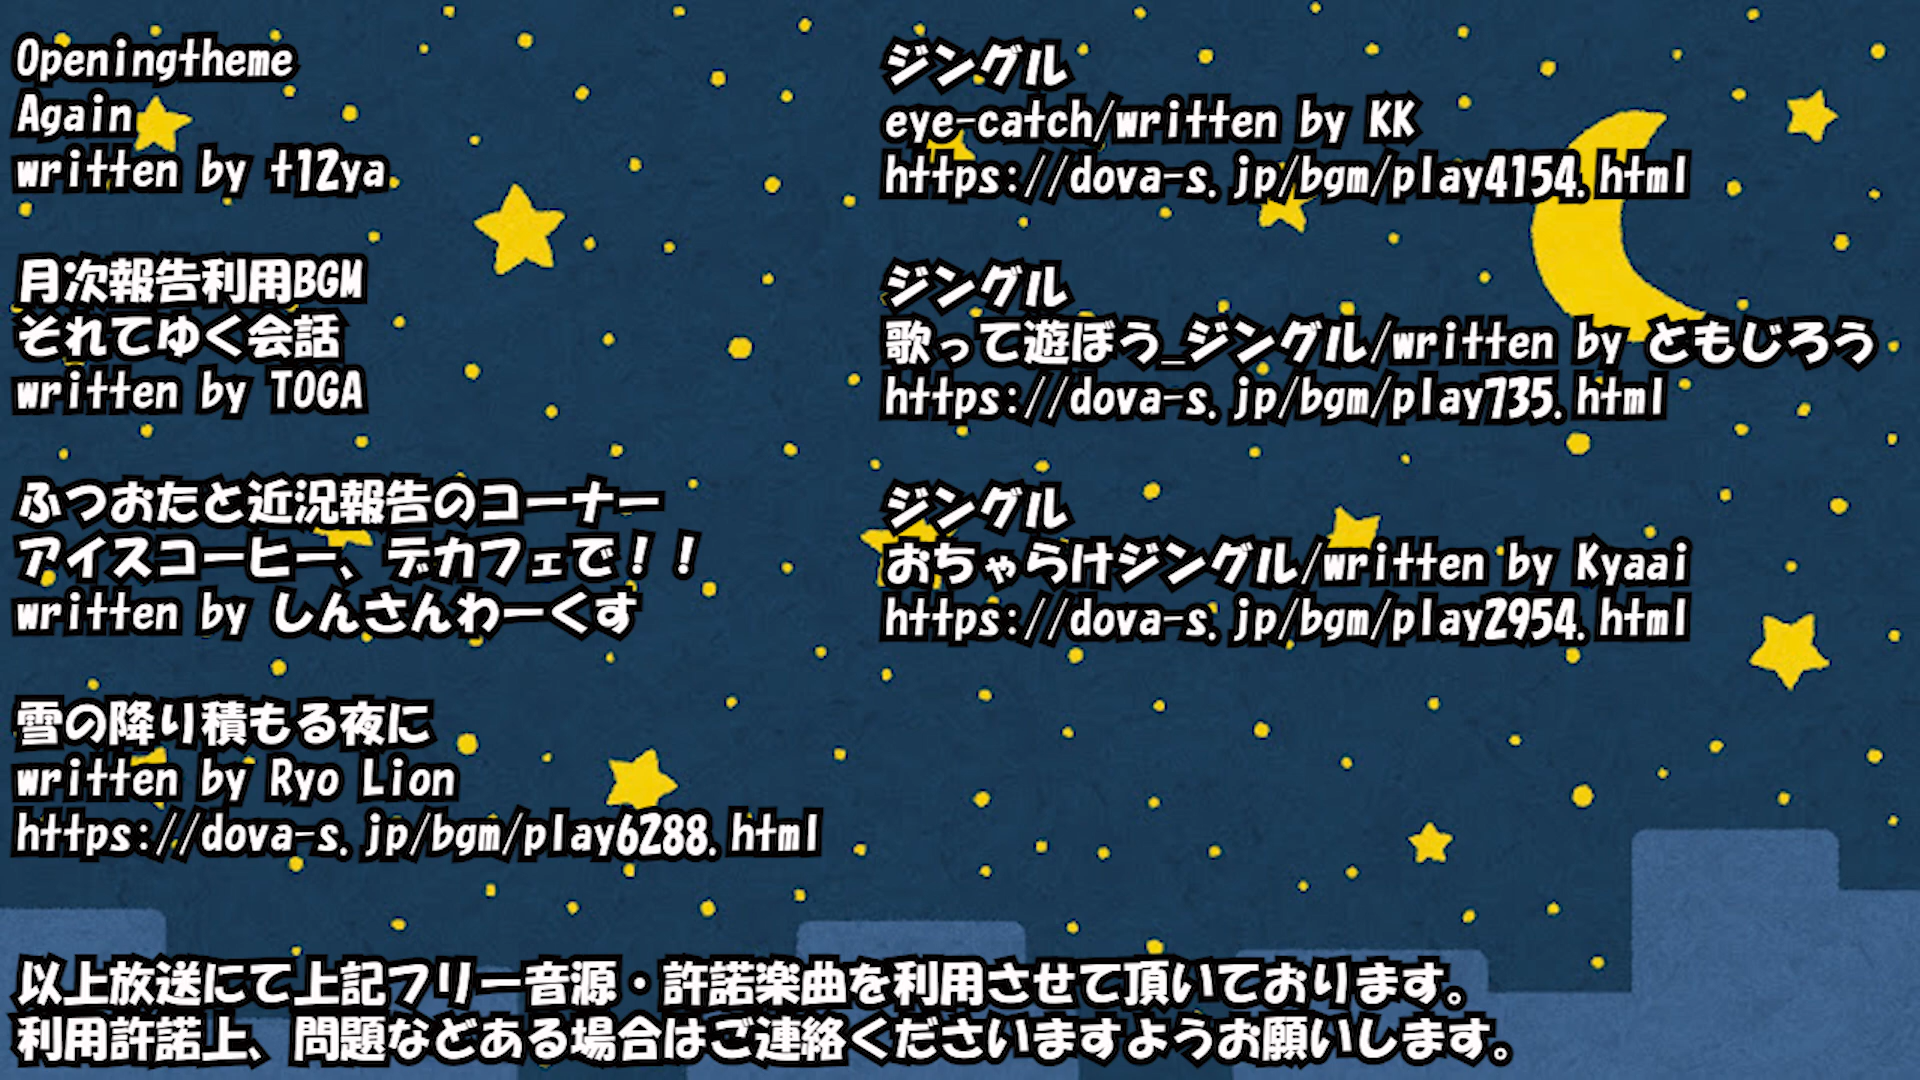 Openingtheme
Again
written by t12ya
月次報告利用BGM
それてゆく会話
written by TOGA
ふつおたと近況報告のコーナー
アイスコーヒー、デカフェで！！
written by しんさんわーくす
雪の降り積もる夜に
written by Ryo Lion
https://dova-s.jp/bgm/play6288.html
ジングル
eye-catch/written by KK
https://dova-s.jp/bgm/play4154.html
ジングル
歌って遊ぼう_ジングル/written by ともじろう
https://dova-s.jp/bgm/play735.html
ジングル
おちゃらけジングル/written by Kyaai
https://dova-s.jp/bgm/play2954.html
以上放送にて上記フリー音源・許諾楽曲を利用させて頂いております。
利用許諾上、問題などある場合はご連絡くださいますようお願いします。